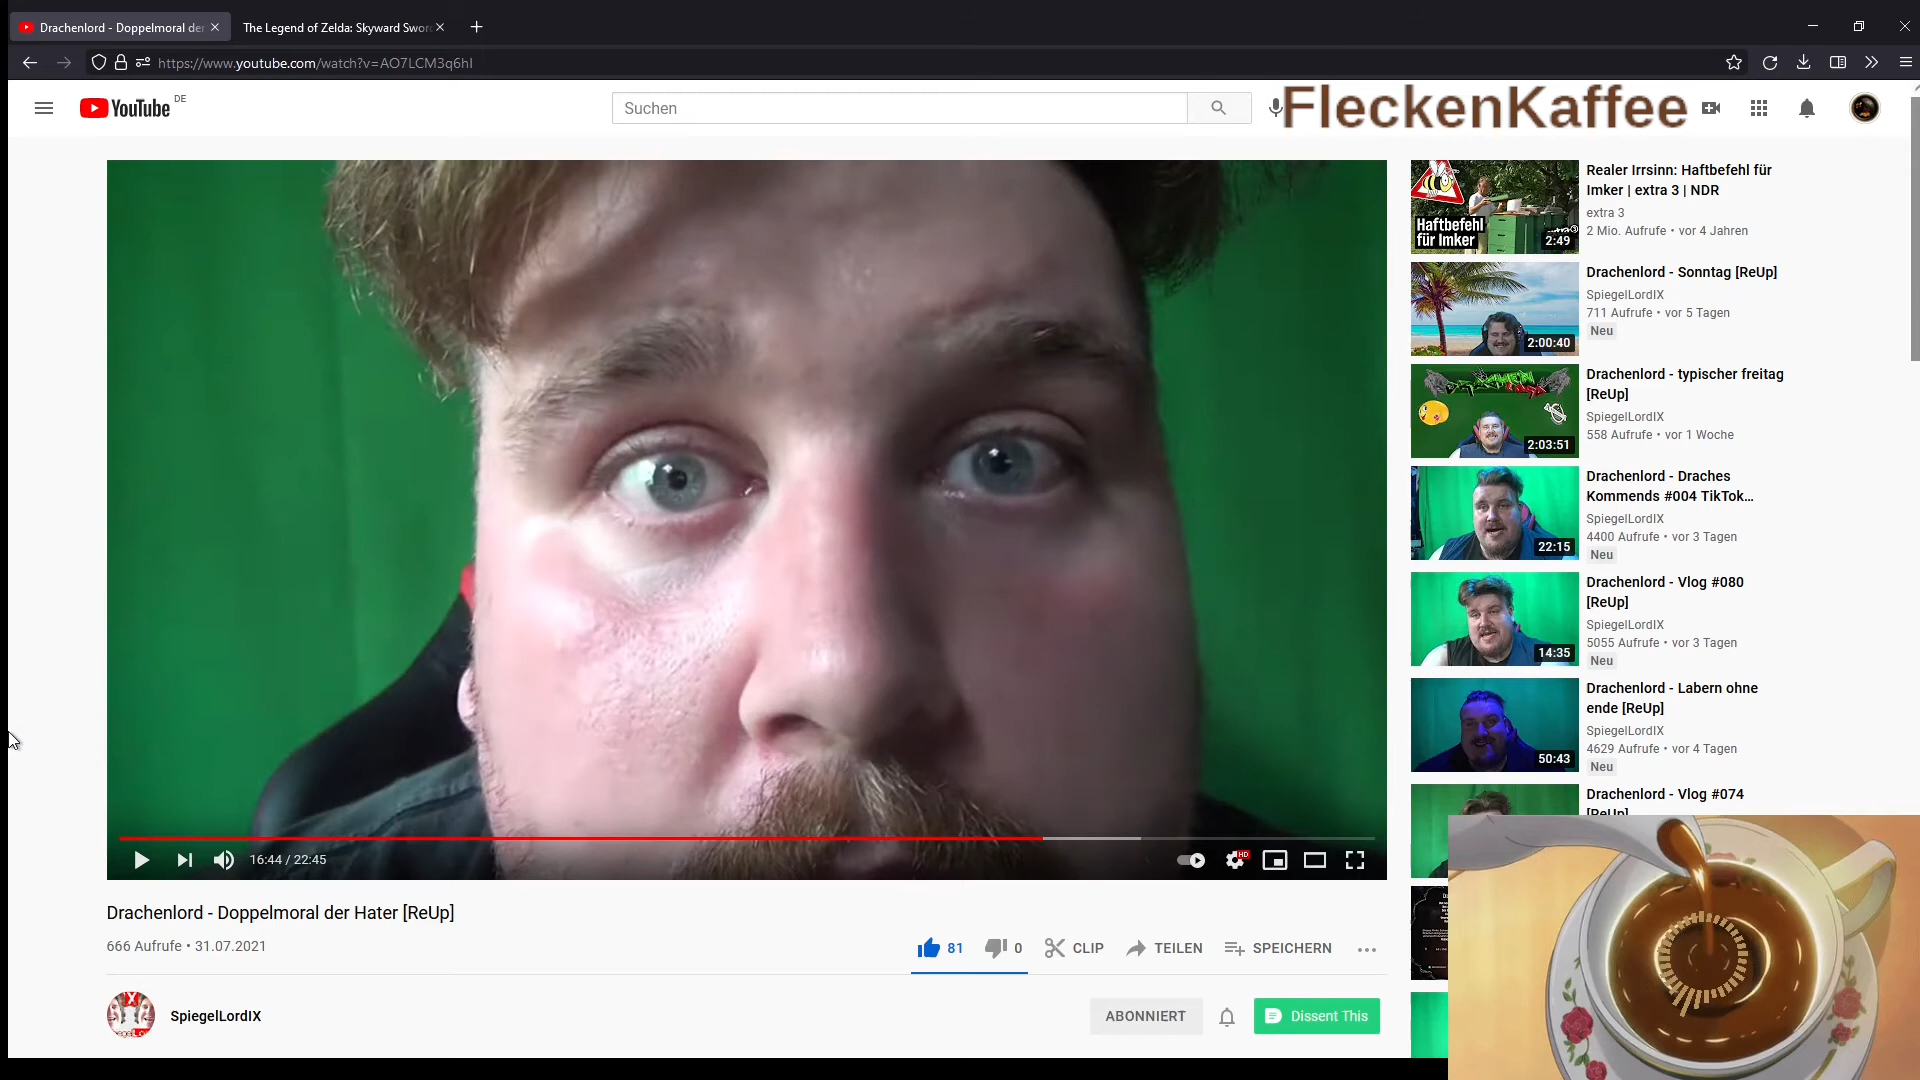 Drachenlord - Doppelmoral der
The Legend of Zelda: Skyward Swor
https://www.youtube.com/watch?v=AO7LCM3q6hI
YouTube DE
Suchen
FleckenKaffee
Haftbefehl
für Imker
2:49
Realer Irrsinn: Haftbefehl für
Imker | extra 3 | NDR
extra 3
2 Mio. Aufrufe • vor 4 Jahren
2:00:40
Drachenlord - Sonntag [ReUp]
SpiegelLordIX
711 Aufrufe • vor 5 Tagen
Neu
2:03:51
Drachenlord - typischer freitag
[ReUp]
SpiegelLordIX
558 Aufrufe • vor 1 Woche
22:15
Drachenlord - Draches
Kommends #004 TikTok...
SpiegelLordIX
4400 Aufrufe • vor 3 Tagen
Neu
14:35
Drachenlord - Vlog #080
[ReUp]
SpiegelLordIX
5055 Aufrufe • vor 3 Tagen
Neu
50:43
Drachenlord - Labern ohne
ende [ReUp]
SpiegelLordIX
4629 Aufrufe • vor 4 Tagen
Neu
Drachenlord - Vlog #074
[ReUp]
16:44 / 22:45
HD
Drachenlord - Doppelmoral der Hater [ReUp]
666 Aufrufe • 31.07.2021
81
0
CLIP
TEILEN
SPEICHERN
SpiegelLordIX
ABONNIERT
Dissent This